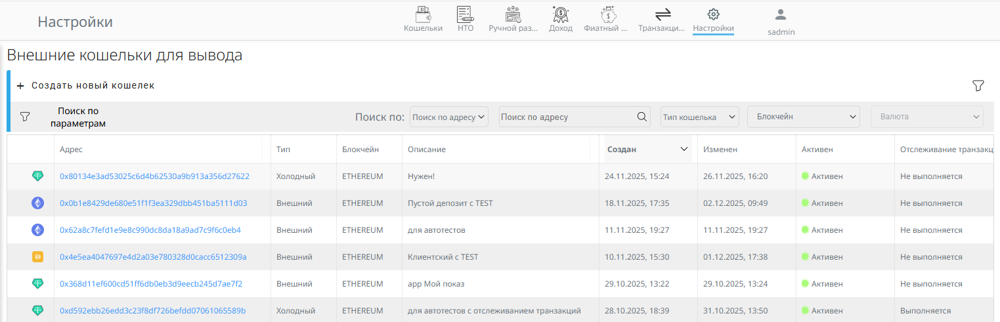 Настройки
Кошельки
НТО
Ручной раз...
Доход
Фиатный ...
Транзакци...
Настройки
sadmin
Внешние кошельки для вывода
+ Создать новый кошелек
Поиск по
параметрам
Поиск по: Поиск по адресу Поиск по адресу Тип кошелька Блокчейн Валюта
Адрес Тип Блокчейн Описание Создан Изменен Активен Отслеживание транзакц
0x80134e3ad53025c6d4b62530a9b913a356d27622 Холодный ETHEREUM Нужен! 24.11.2025, 15:24 26.11.2025, 16:20 Активен Не выполняется
0x0b1e8429de680e51f1f3ea329dbb451ba5111d03 Внешний ETHEREUM Пустой депозит с TEST 18.11.2025, 17:35 02.12.2025, 09:49 Активен Не выполняется
0x62a8c7fefd1e9e8c990dc8da18a9ad7c9f6c0eb4 Внешний ETHEREUM для автотестов 11.11.2025, 19:27 11.11.2025, 19:27 Активен Не выполняется
0x4e5ea4047697e4d2a03e780328d0cacc6512309a Внешний ETHEREUM Клиентский с TEST 10.11.2025, 15:30 01.12.2025, 17:38 Активен Не выполняется
0x368d11ef600cd51ff6db0eb3d9eecb245d7ae7f2 Внешний ETHEREUM app Мой показ 29.10.2025, 13:22 29.10.2025, 13:24 Активен Не выполняется
0xd592ebb26edd3c23f8df726befdd07061065589b Холодный ETHEREUM для автотестов с отслеживанием транзакций 28.10.2025, 18:39 31.10.2025, 13:50 Активен Выполняется